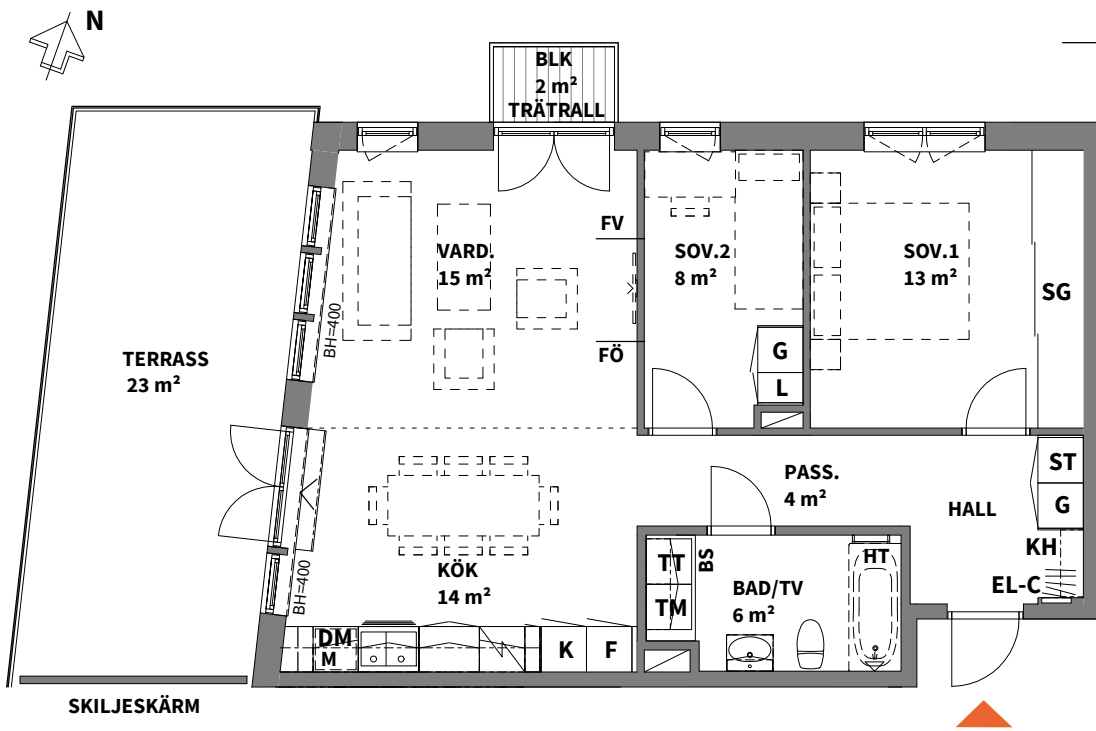 N
BLK
2 m²
TRÄTRALL
FV
VARD.
15 m²
SOV.2
8 m²
SOV.1
13 m²
SG
BH=400
FÖ
TERRASS
23 m²
G
L
ST
PASS.
4 m²
G
HALL
KH
HT
BS
TT
KÖK
14 m²
BAD/TV
6 m²
EL-C
TM
BH=400
DM
M
K
F
SKILJESKÄRM